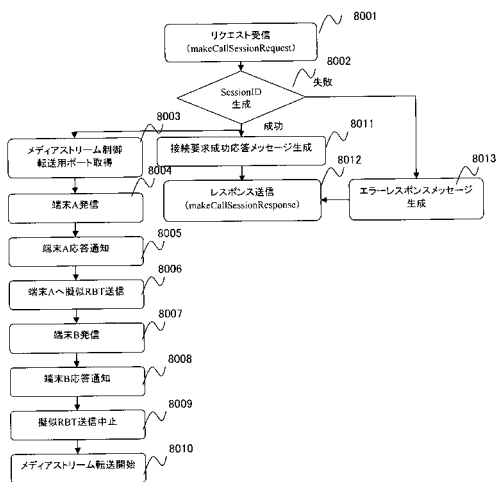 8001
リクエスト受信
(makeCallSessionRequest)
8002
SessionID
生成
失敗
成功
8003
メディアストリーム制御
転送用ポート取得
8011
接続要求成功応答メッセージ生成
8004
端末A発信
8012
レスポンス送信
(makeCallSessionResponse)
8013
エラーレスポンスメッセージ
生成
8005
端末A応答通知
8006
端末Aへ擬似RBT送信
8007
端末B発信
8008
端末B応答通知
8009
擬似RBT送信中止
8010
メディアストリーム転送開始